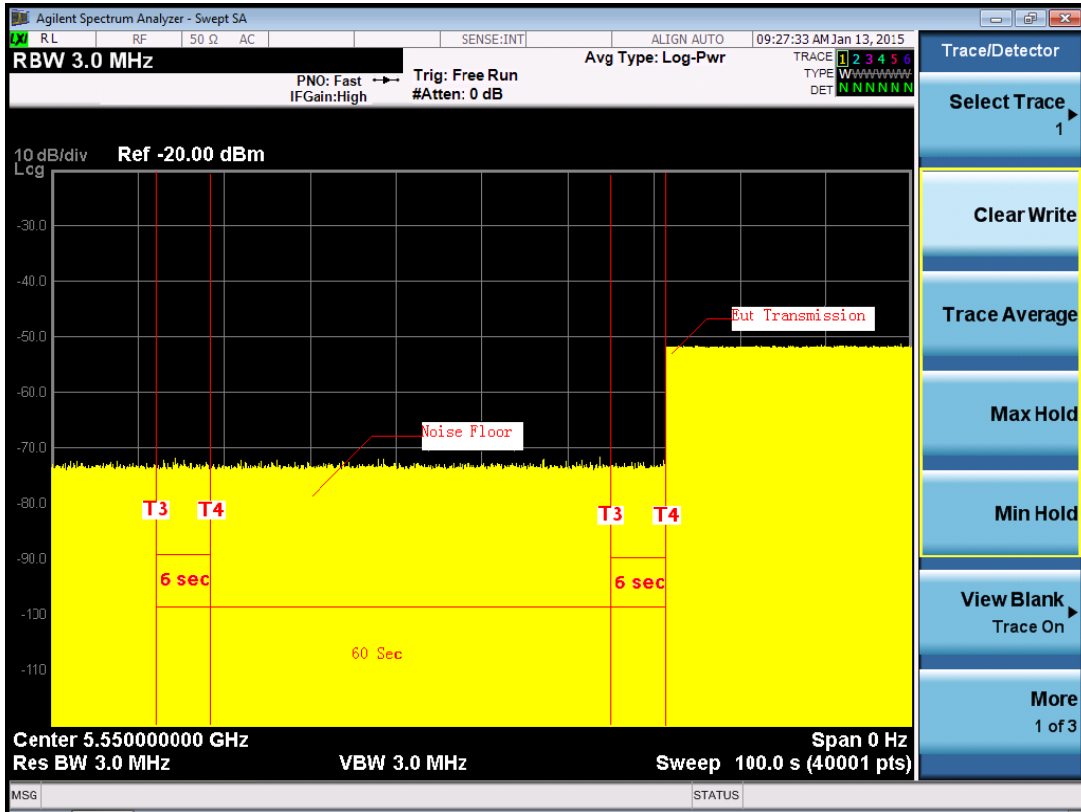 Agilent Spectrum Analyzer - Swept SA
LXI RL RF 50 Ω AC SENSE:INT ALIGN AUTO 09:27:33 AM Jan 13, 2015
RBW 3.0 MHz
PNO: Fast
IFGain:High
Trig: Free Run
#Atten: 0 dB
Avg Type: Log-Pwr
TRACE 1 2 3 4 5 6
TYPE WWWWWW
DET N N N N N N
10 dB/div
Log
Ref -20.00 dBm
-30.0
-40.0
-50.0
-60.0
-70.0
-80.0
-90.0
-100
-110
Eut Transmission
Noise Floor
T3 T4 T3 T4
6 sec 6 sec
60 Sec
Center 5.550000000 GHz Span 0 Hz
Res BW 3.0 MHz VBW 3.0 MHz Sweep 100.0 s (40001 pts)
MSG STATUS
Trace/Detector
Select Trace
1
Clear Write
Trace Average
Max Hold
Min Hold
View Blank
Trace On
More
1 of 3